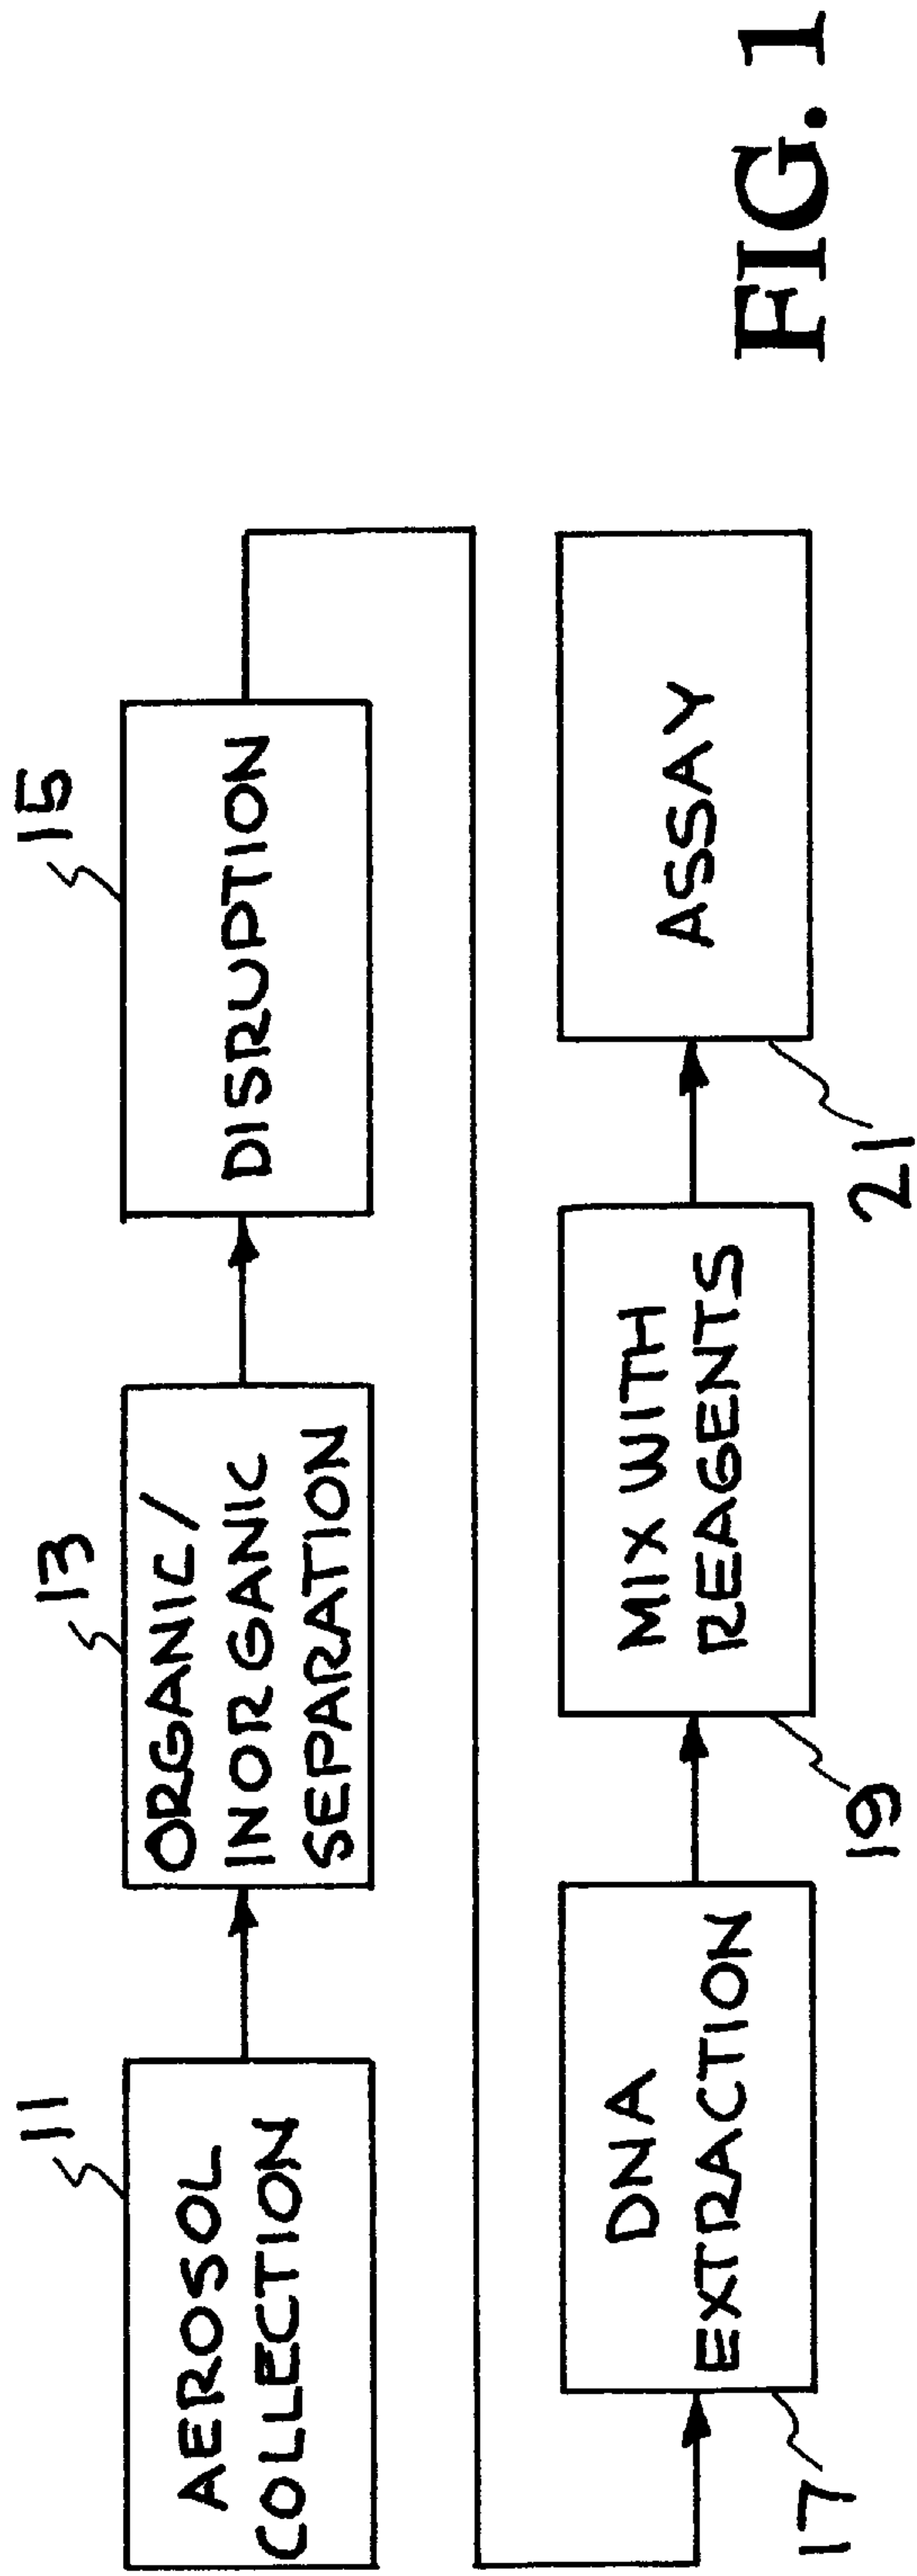 11
AEROSOL
COLLECTION
13
ORGANIC/
INORGANIC
SEPARATION
15
DISRUPTION
17
DNA
EXTRACTION
19
MIX WITH
REAGENTS
21
ASSAY
FIG. 1